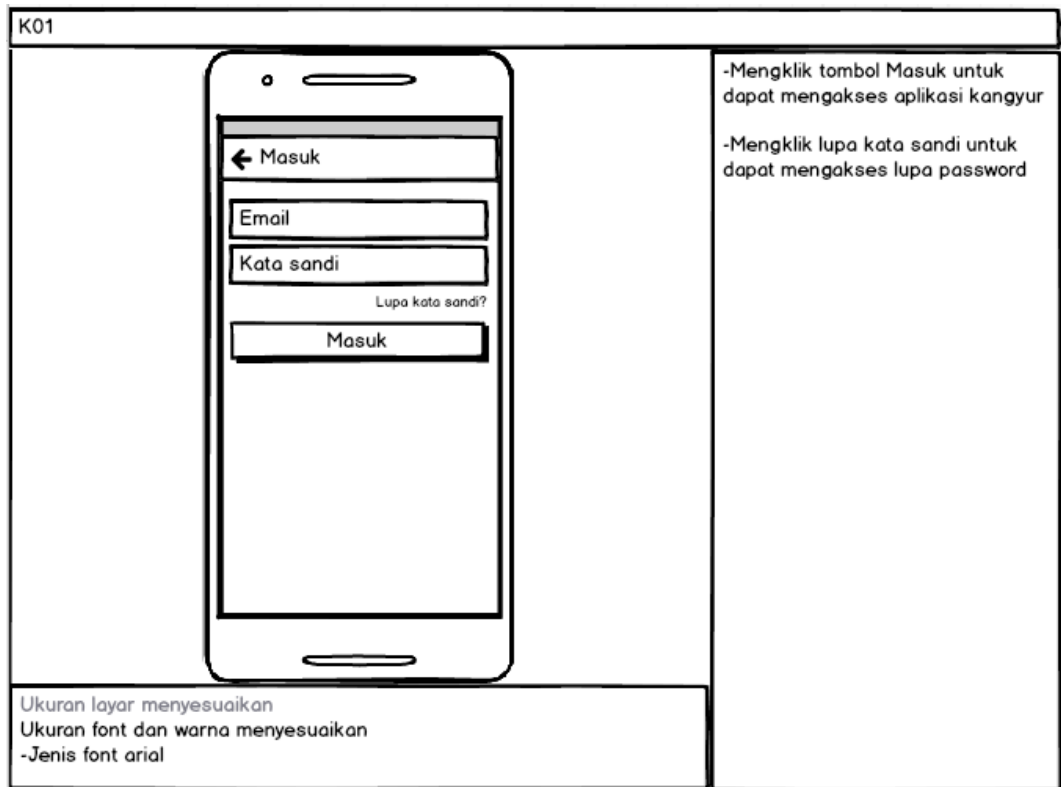 K01
Masuk
Email
Kata sandi
Lupa kata sandi?
Masuk
-Mengklik tombol Masuk untuk
dapat mengakses aplikasi kangyur
-Mengklik lupa kata sandi untuk
dapat mengakses lupa password
Ukuran layar menyesuaikan
Ukuran font dan warna menyesuaikan
-Jenis font arial